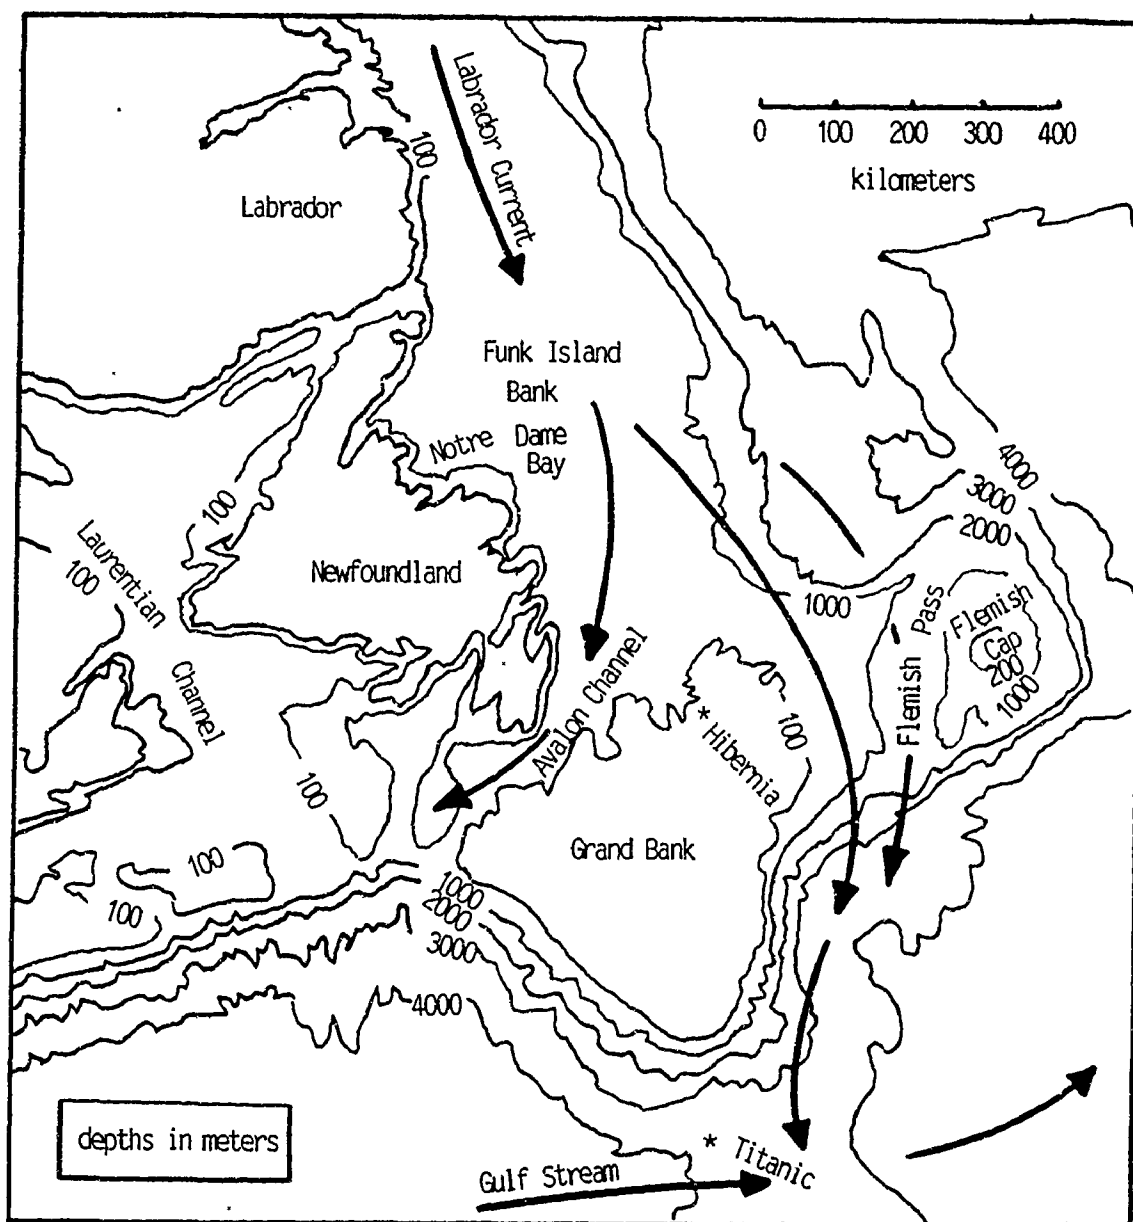 Labrador Current
0 100 200 300 400
kilometers
100
Labrador
Funk Island
Bank
Notre Dame
Bay
4000
3000
2000
1000
100
Laurentian
Channel
100
Newfoundland
Flemish Pass
Flemish
Cap
200
1000
Avalon Channel
* Hibernia
100
100
Grand Bank
100
100
1000
2000
3000
4000
depths in meters
* Titanic
Gulf Stream